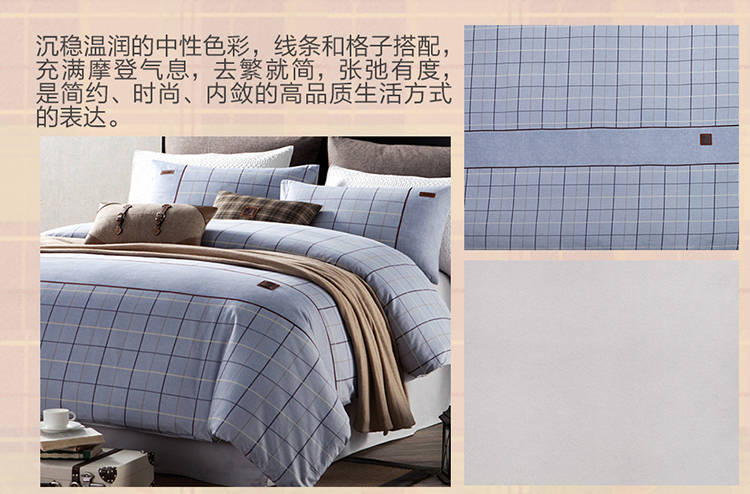 沉稳温润的中性色彩，线条和格子搭配，
充满摩登气息，去繁就简，张弛有度，
是简约、时尚、内敛的高品质生活方式
的表达。